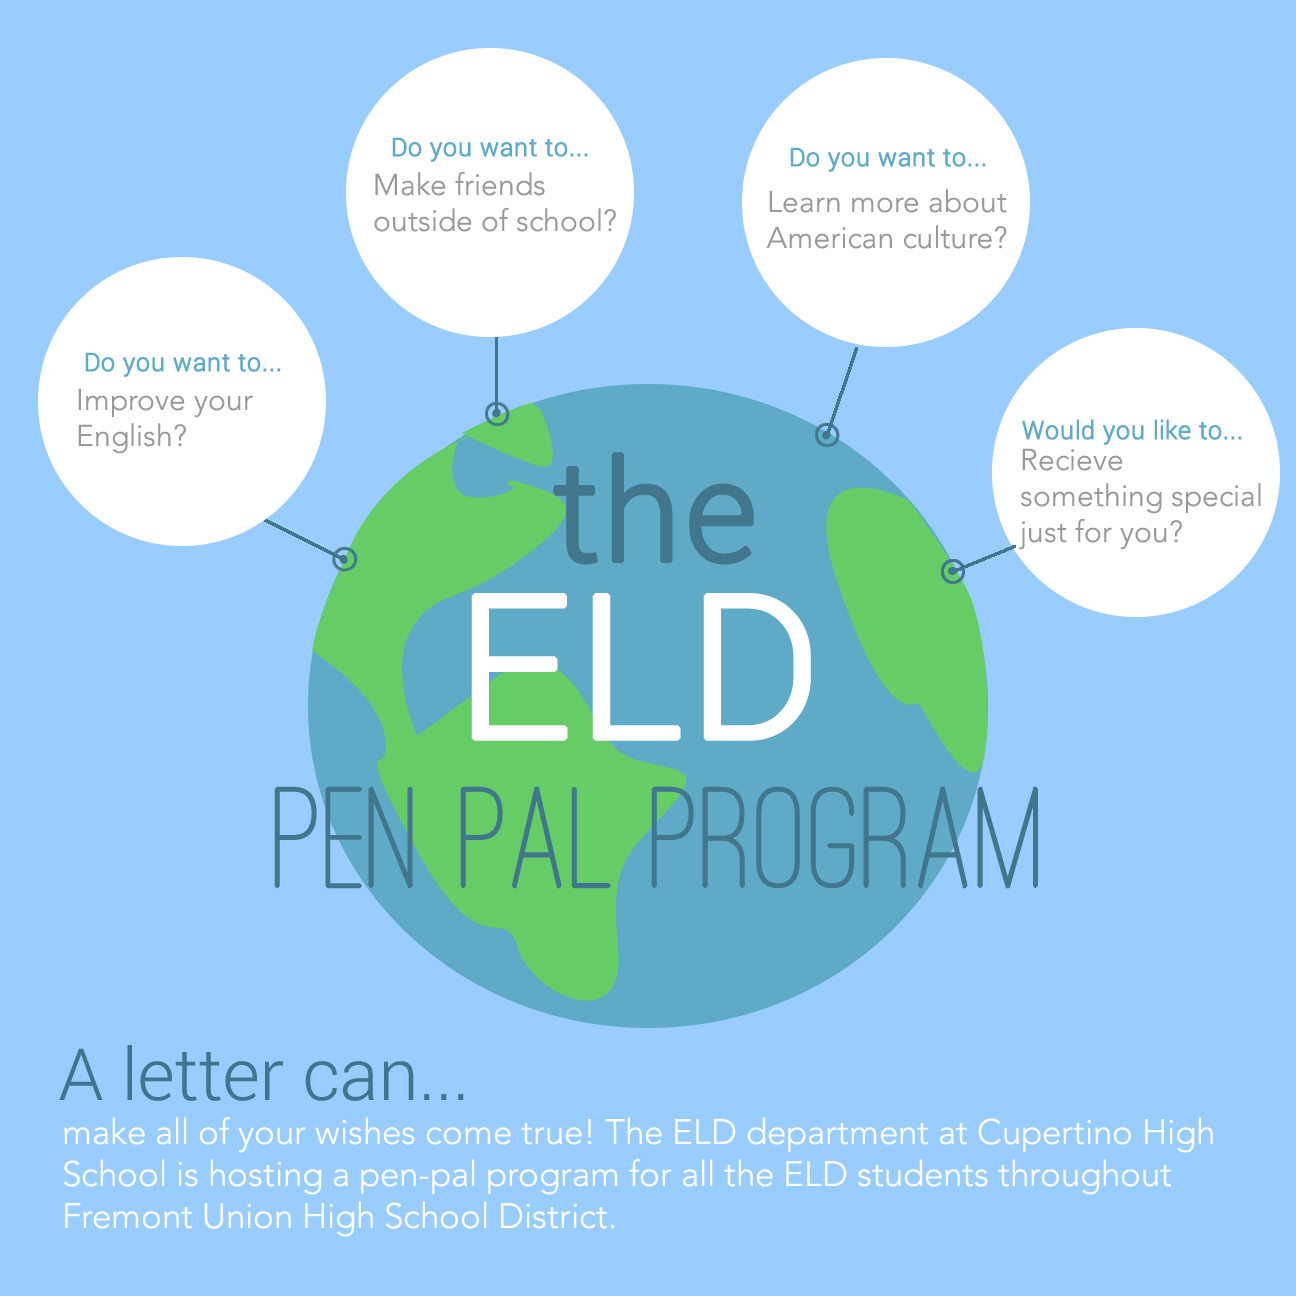 Do you want to...
Improve your
English?
Do you want to...
Make friends
outside of school?
Do you want to...
Learn more about
American culture?
Would you like to...
Recieve
something special
just for you?
the
ELD
PEN PAL PROGRAM
A letter can...
make all of your wishes come true! The ELD department at Cupertino High
School is hosting a pen-pal program for all the ELD students throughout
Fremont Union High School District.